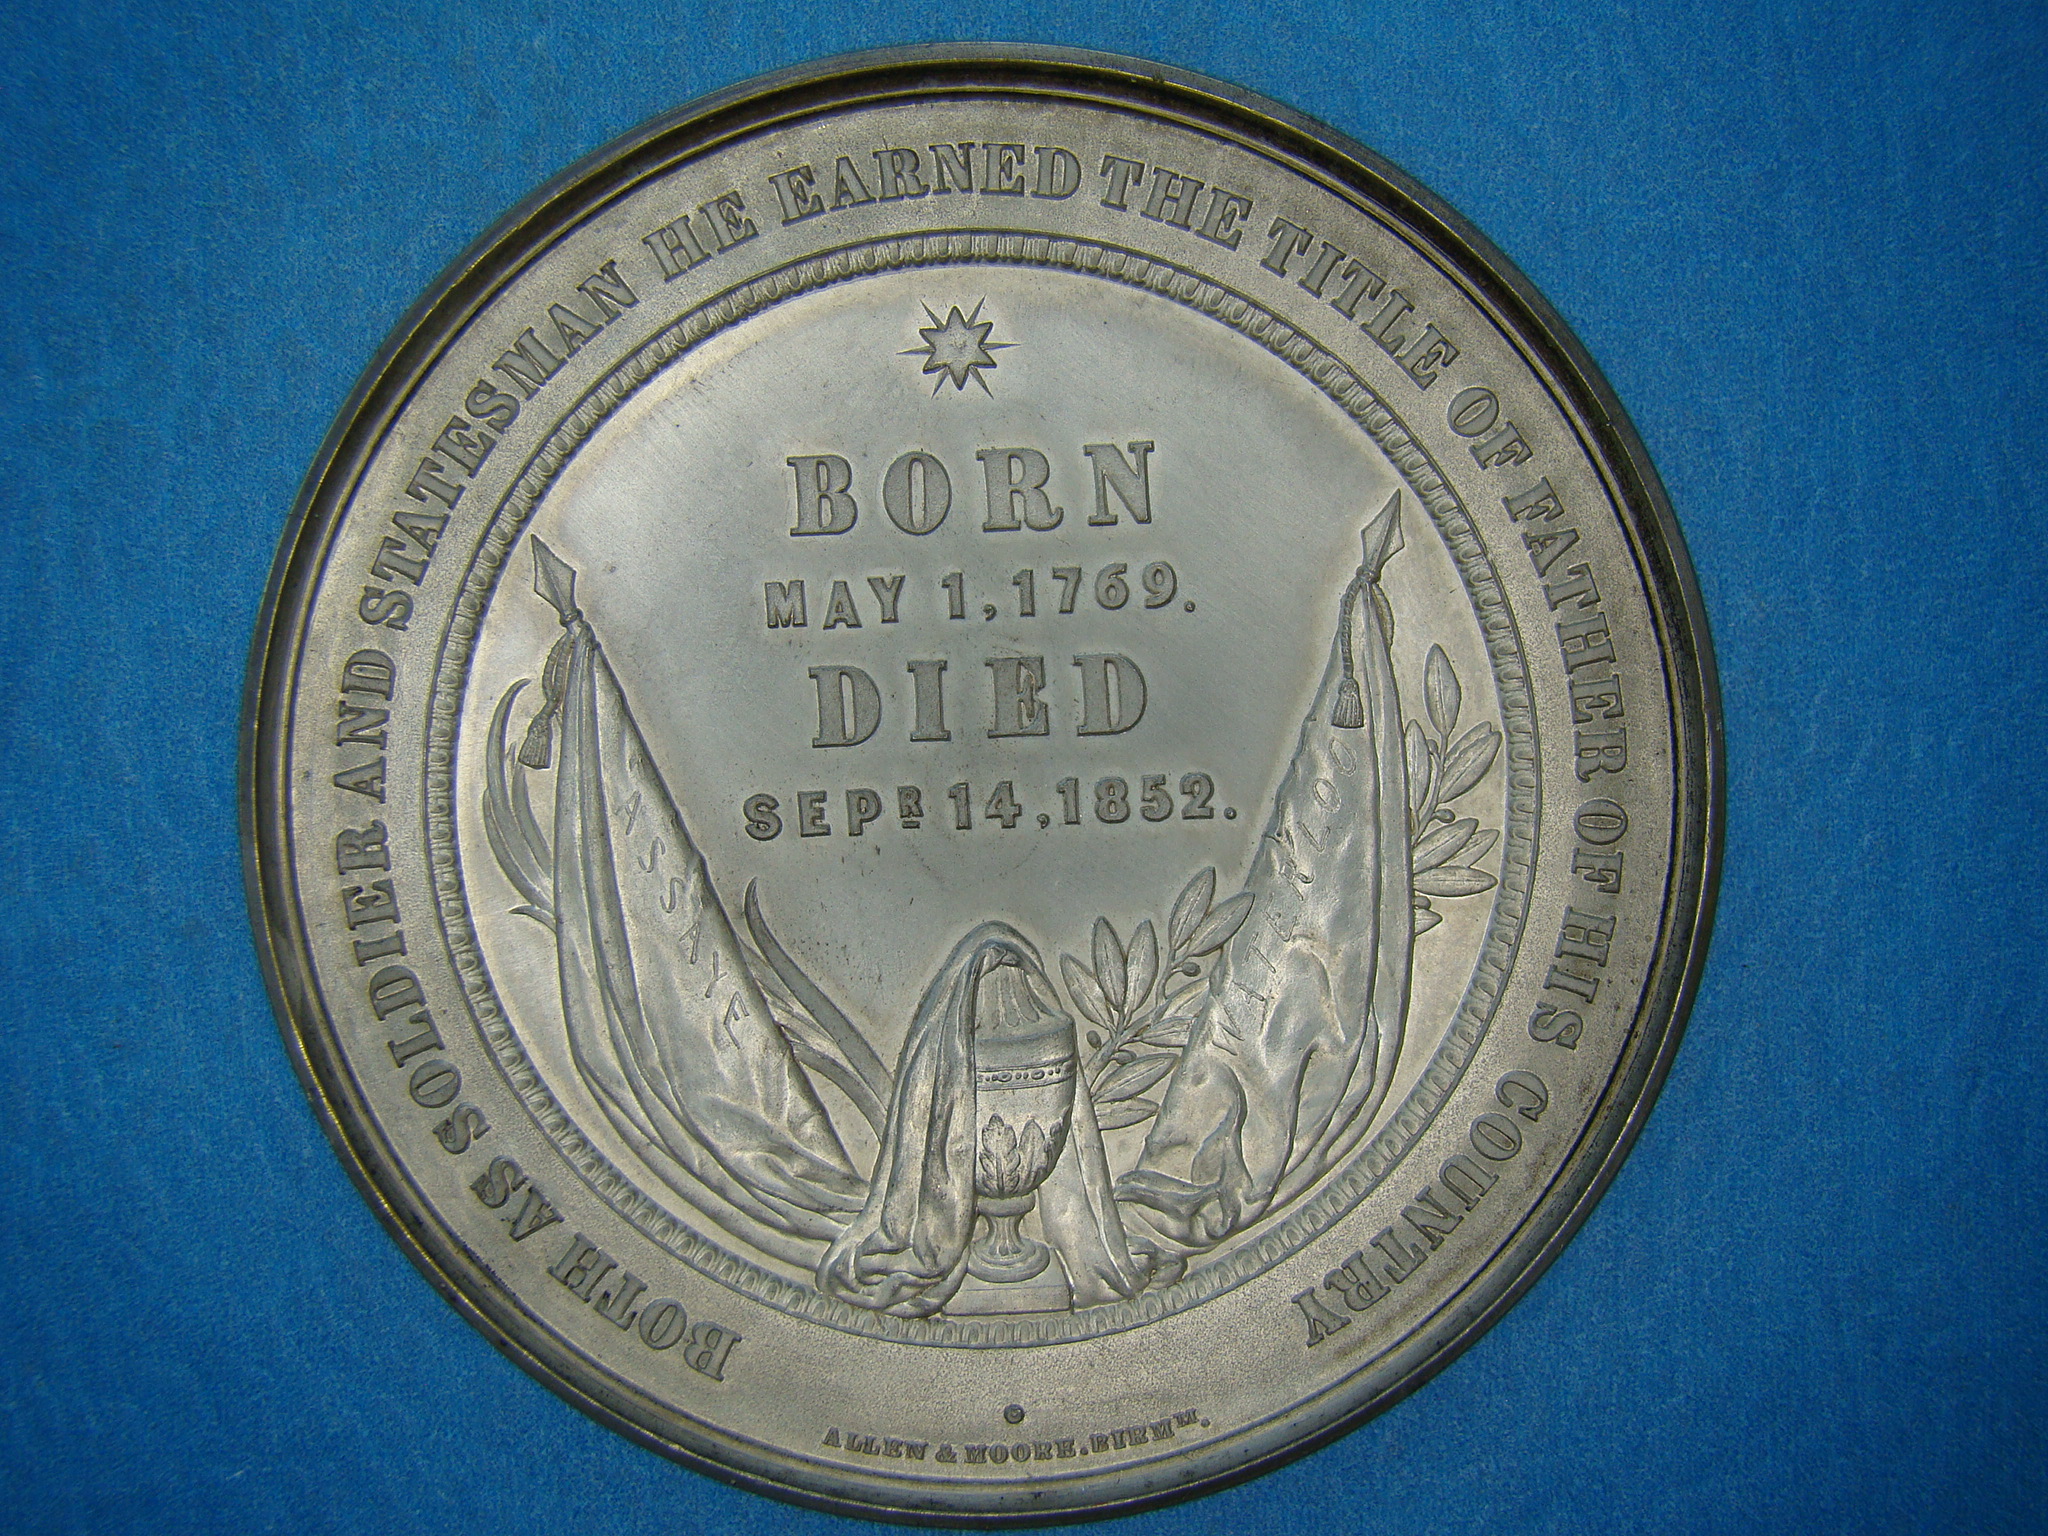 BOTH AS SOLDIER AND STATESMAN HE EARNED THE TITLE OF FATHER OF HIS COUNTRY
BORN
MAY 1, 1769.
DIED
SEPR 14, 1852.
ASSAYE
WATERLOO
ALLEN & MOORE. BIRMM.